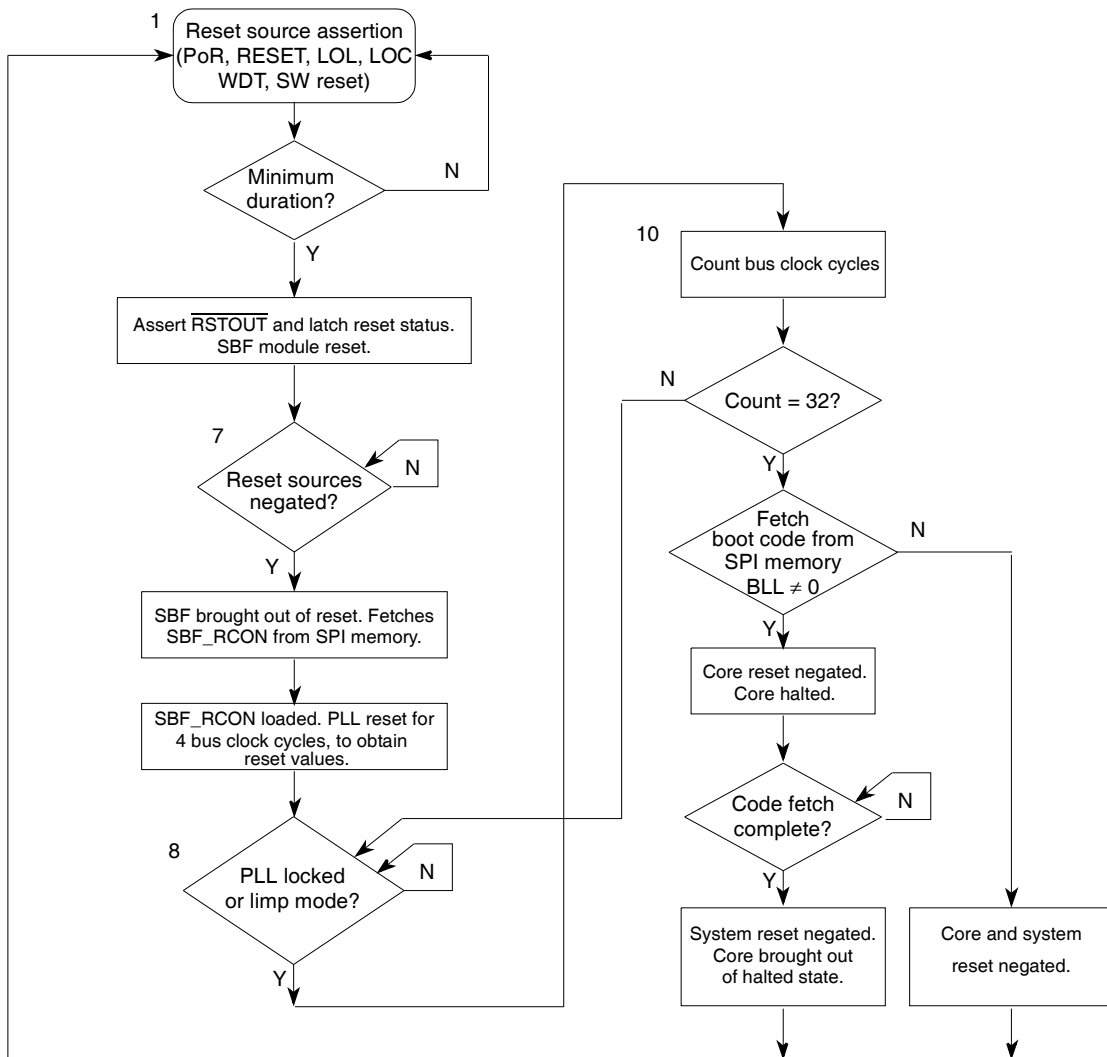 1
Reset source assertion
(PoR, RESET, LOL, LOC
WDT, SW reset)
Minimum
duration?
N
Y
Assert RSTOUT and latch reset status.
SBF module reset.
7
Reset sources
negated?
N
Y
SBF brought out of reset. Fetches
SBF_RCON from SPI memory.
SBF_RCON loaded. PLL reset for
4 bus clock cycles, to obtain
reset values.
8
PLL locked
or limp mode?
N
Y
10
Count bus clock cycles
N
Count = 32?
Y
Fetch
boot code from
SPI memory
BLL ≠ 0
N
Y
Core reset negated.
Core halted.
Code fetch
complete?
N
Y
System reset negated.
Core brought out
of halted state.
Core and system
reset negated.